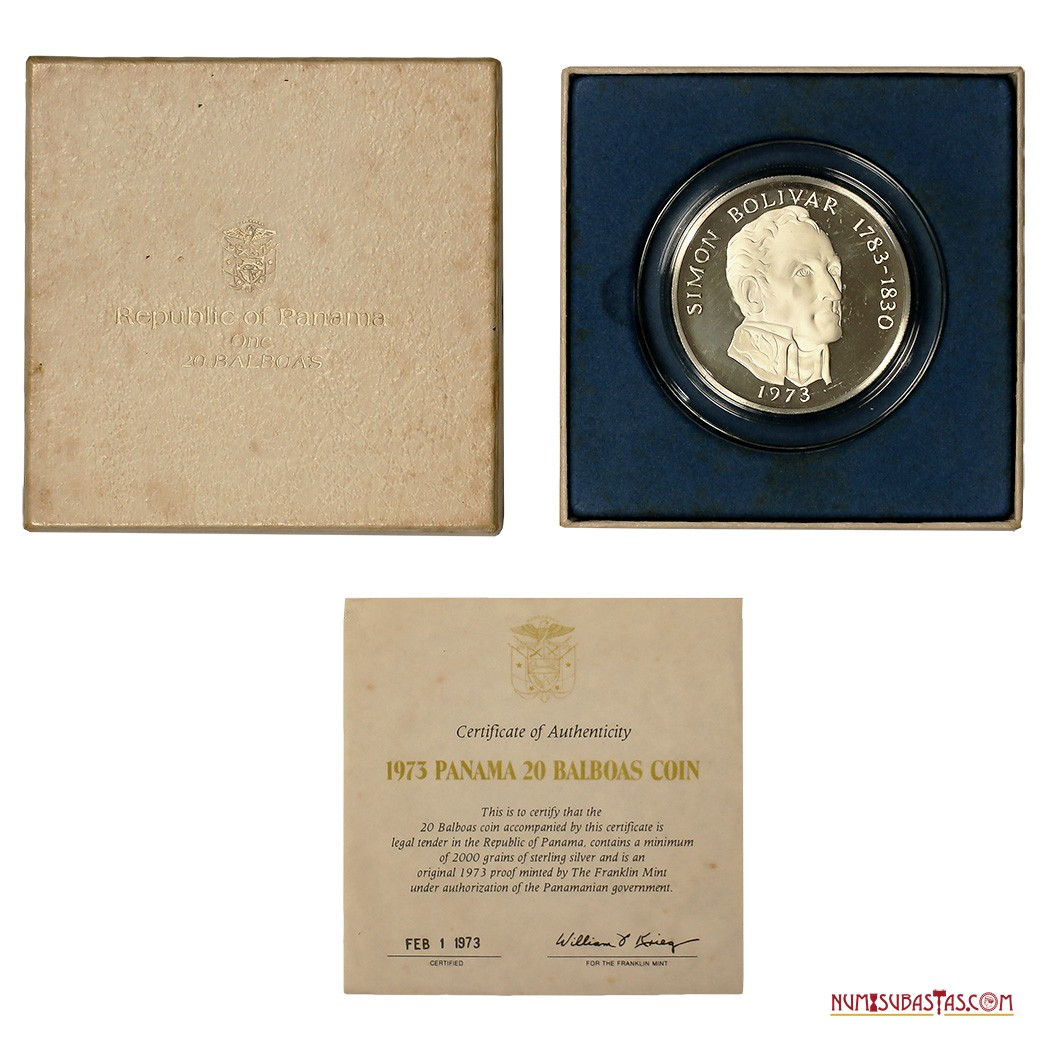 Republic of Panama
One
20 BALBOAS
SIMON BOLIVAR 1783-1830
1973
Certificate of Authenticity
1973 PANAMA 20 BALBOAS COIN
This is to certify that the
20 Balboas coin accompanied by this certificate is
legal tender in the Republic of Panama, contains a minimum
of 2000 grains of sterling silver and is an
original 1973 proof minted by The Franklin Mint
under authorization of the Panamanian government.
FEB 1 1973
CERTIFIED
William F Krieg
FOR THE FRANKLIN MINT
NUMISUBASTAS.COM